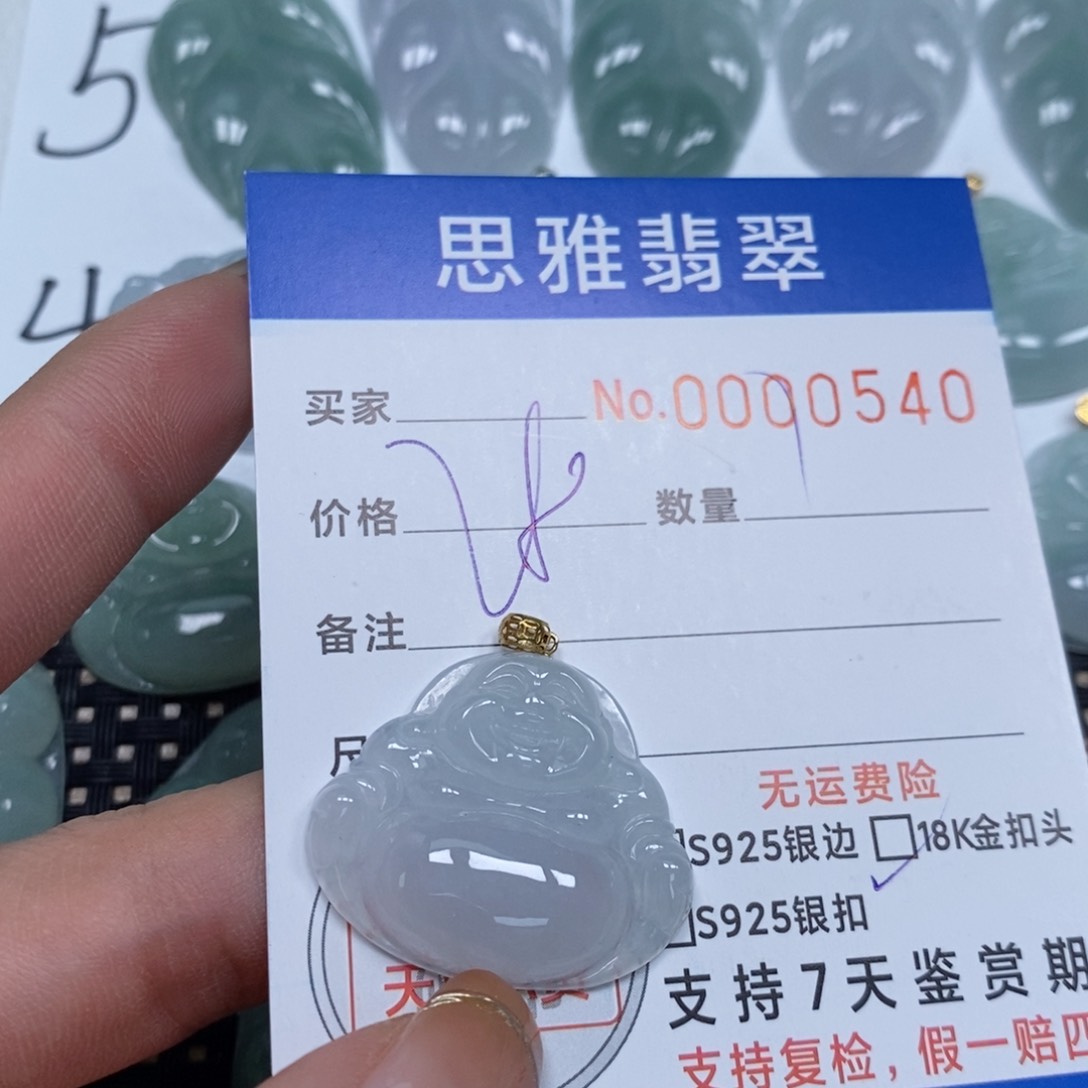 5
4
思雅翡翠
买家 No.0000540
价格 数量
备注
尺
无运费险
S925银边 18K金扣头
S925银扣
支持7天鉴赏期
支持复检，假一赔四